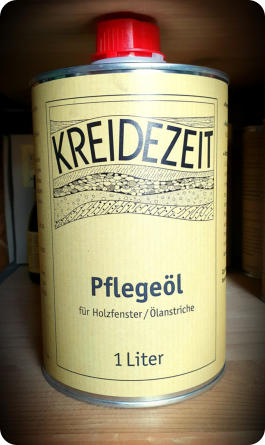 KREIDEZEIT
Pflegeöl
für Holzfenster/Ölanstriche
1 Liter